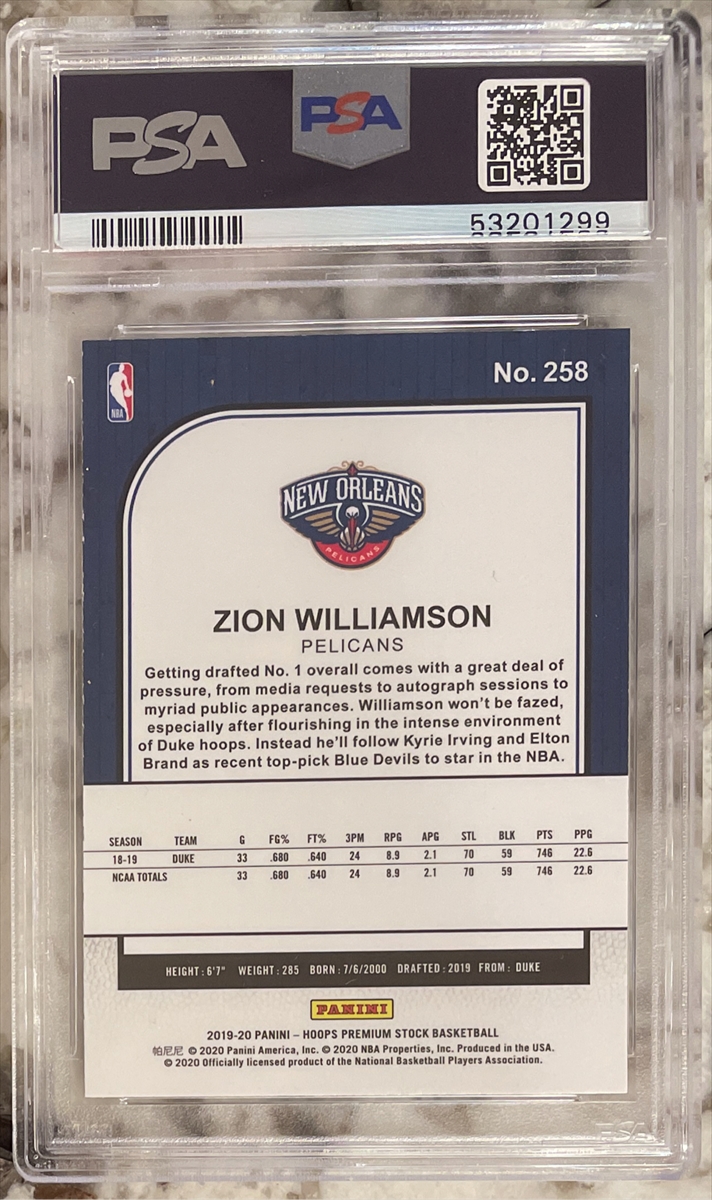 PSA
PSA
53201299
No. 258
NBA
NEW ORLEANS
PELICANS
ZION WILLIAMSON
PELICANS
Getting drafted No. 1 overall comes with a great deal of
pressure, from media requests to autograph sessions to
myriad public appearances. Williamson won't be fazed,
especially after flourishing in the intense environment
of Duke hoops. Instead he'll follow Kyrie Irving and Elton
Brand as recent top-pick Blue Devils to star in the NBA.
SEASON TEAM G FG% FT% 3PM RPG APG STL BLK PTS PPG
18-19 DUKE 33 .680 .640 24 8.9 2.1 70 59 746 22.6
NCAA TOTALS 33 .680 .640 24 8.9 2.1 70 59 746 22.6
HEIGHT: 6'7" WEIGHT: 285 BORN: 7/6/2000 DRAFTED: 2019 FROM: DUKE
PANINI
2019-20 PANINI – HOOPS PREMIUM STOCK BASKETBALL
帕尼尼 © 2020 Panini America, Inc. © 2020 NBA Properties, Inc. Produced in the USA.
© 2020 Officially licensed product of the National Basketball Players Association.
PSA